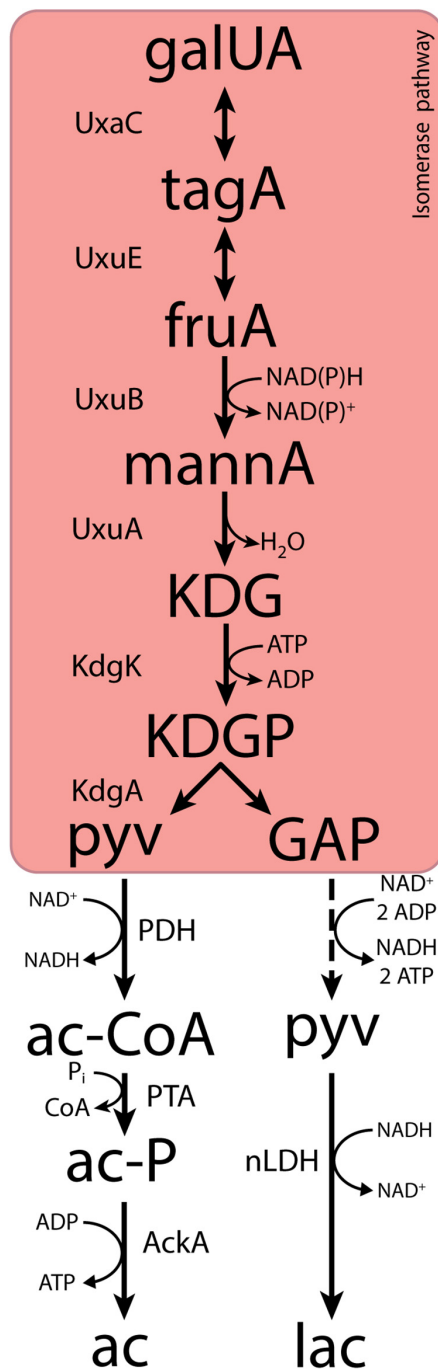 galUA
Isomerase pathway
UxaC
tagA
UxuE
fruA
UxuB
NAD(P)H
NAD(P)⁺
mannA
UxuA
H₂O
KDG
KdgK
ATP
ADP
KDGP
KdgA
pyv
GAP
NAD⁺
PDH
NADH
NAD⁺
2 ADP
NADH
2 ATP
ac-CoA
pyv
Pᵢ
CoA
PTA
ac-P
nLDH
NADH
NAD⁺
ADP
AckA
ATP
ac
lac